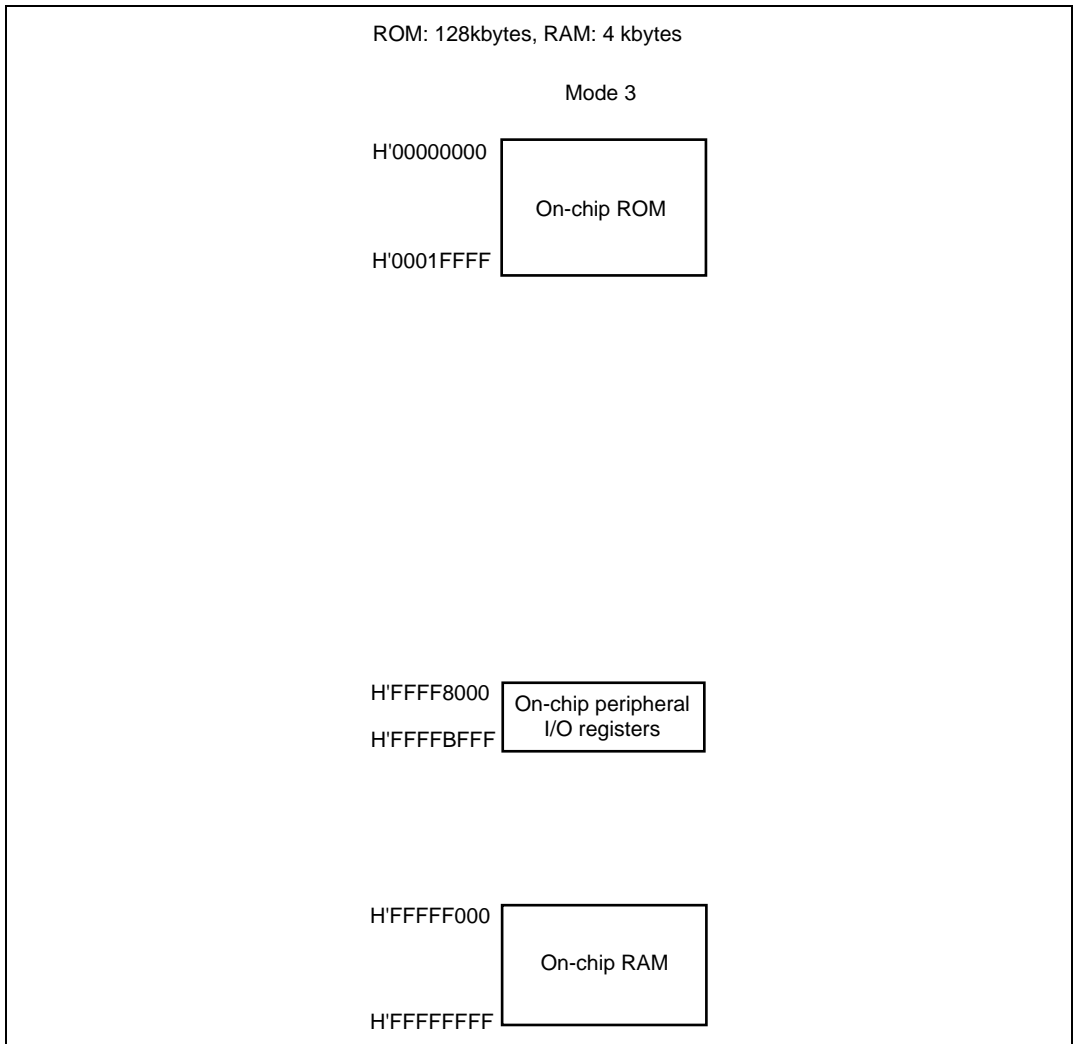 ROM: 128kbytes, RAM: 4 kbytes
Mode 3
H'00000000
On-chip ROM
H'0001FFFF
H'FFFF8000
On-chip peripheral
I/O registers
H'FFFFBFFF
H'FFFFF000
On-chip RAM
H'FFFFFFFF